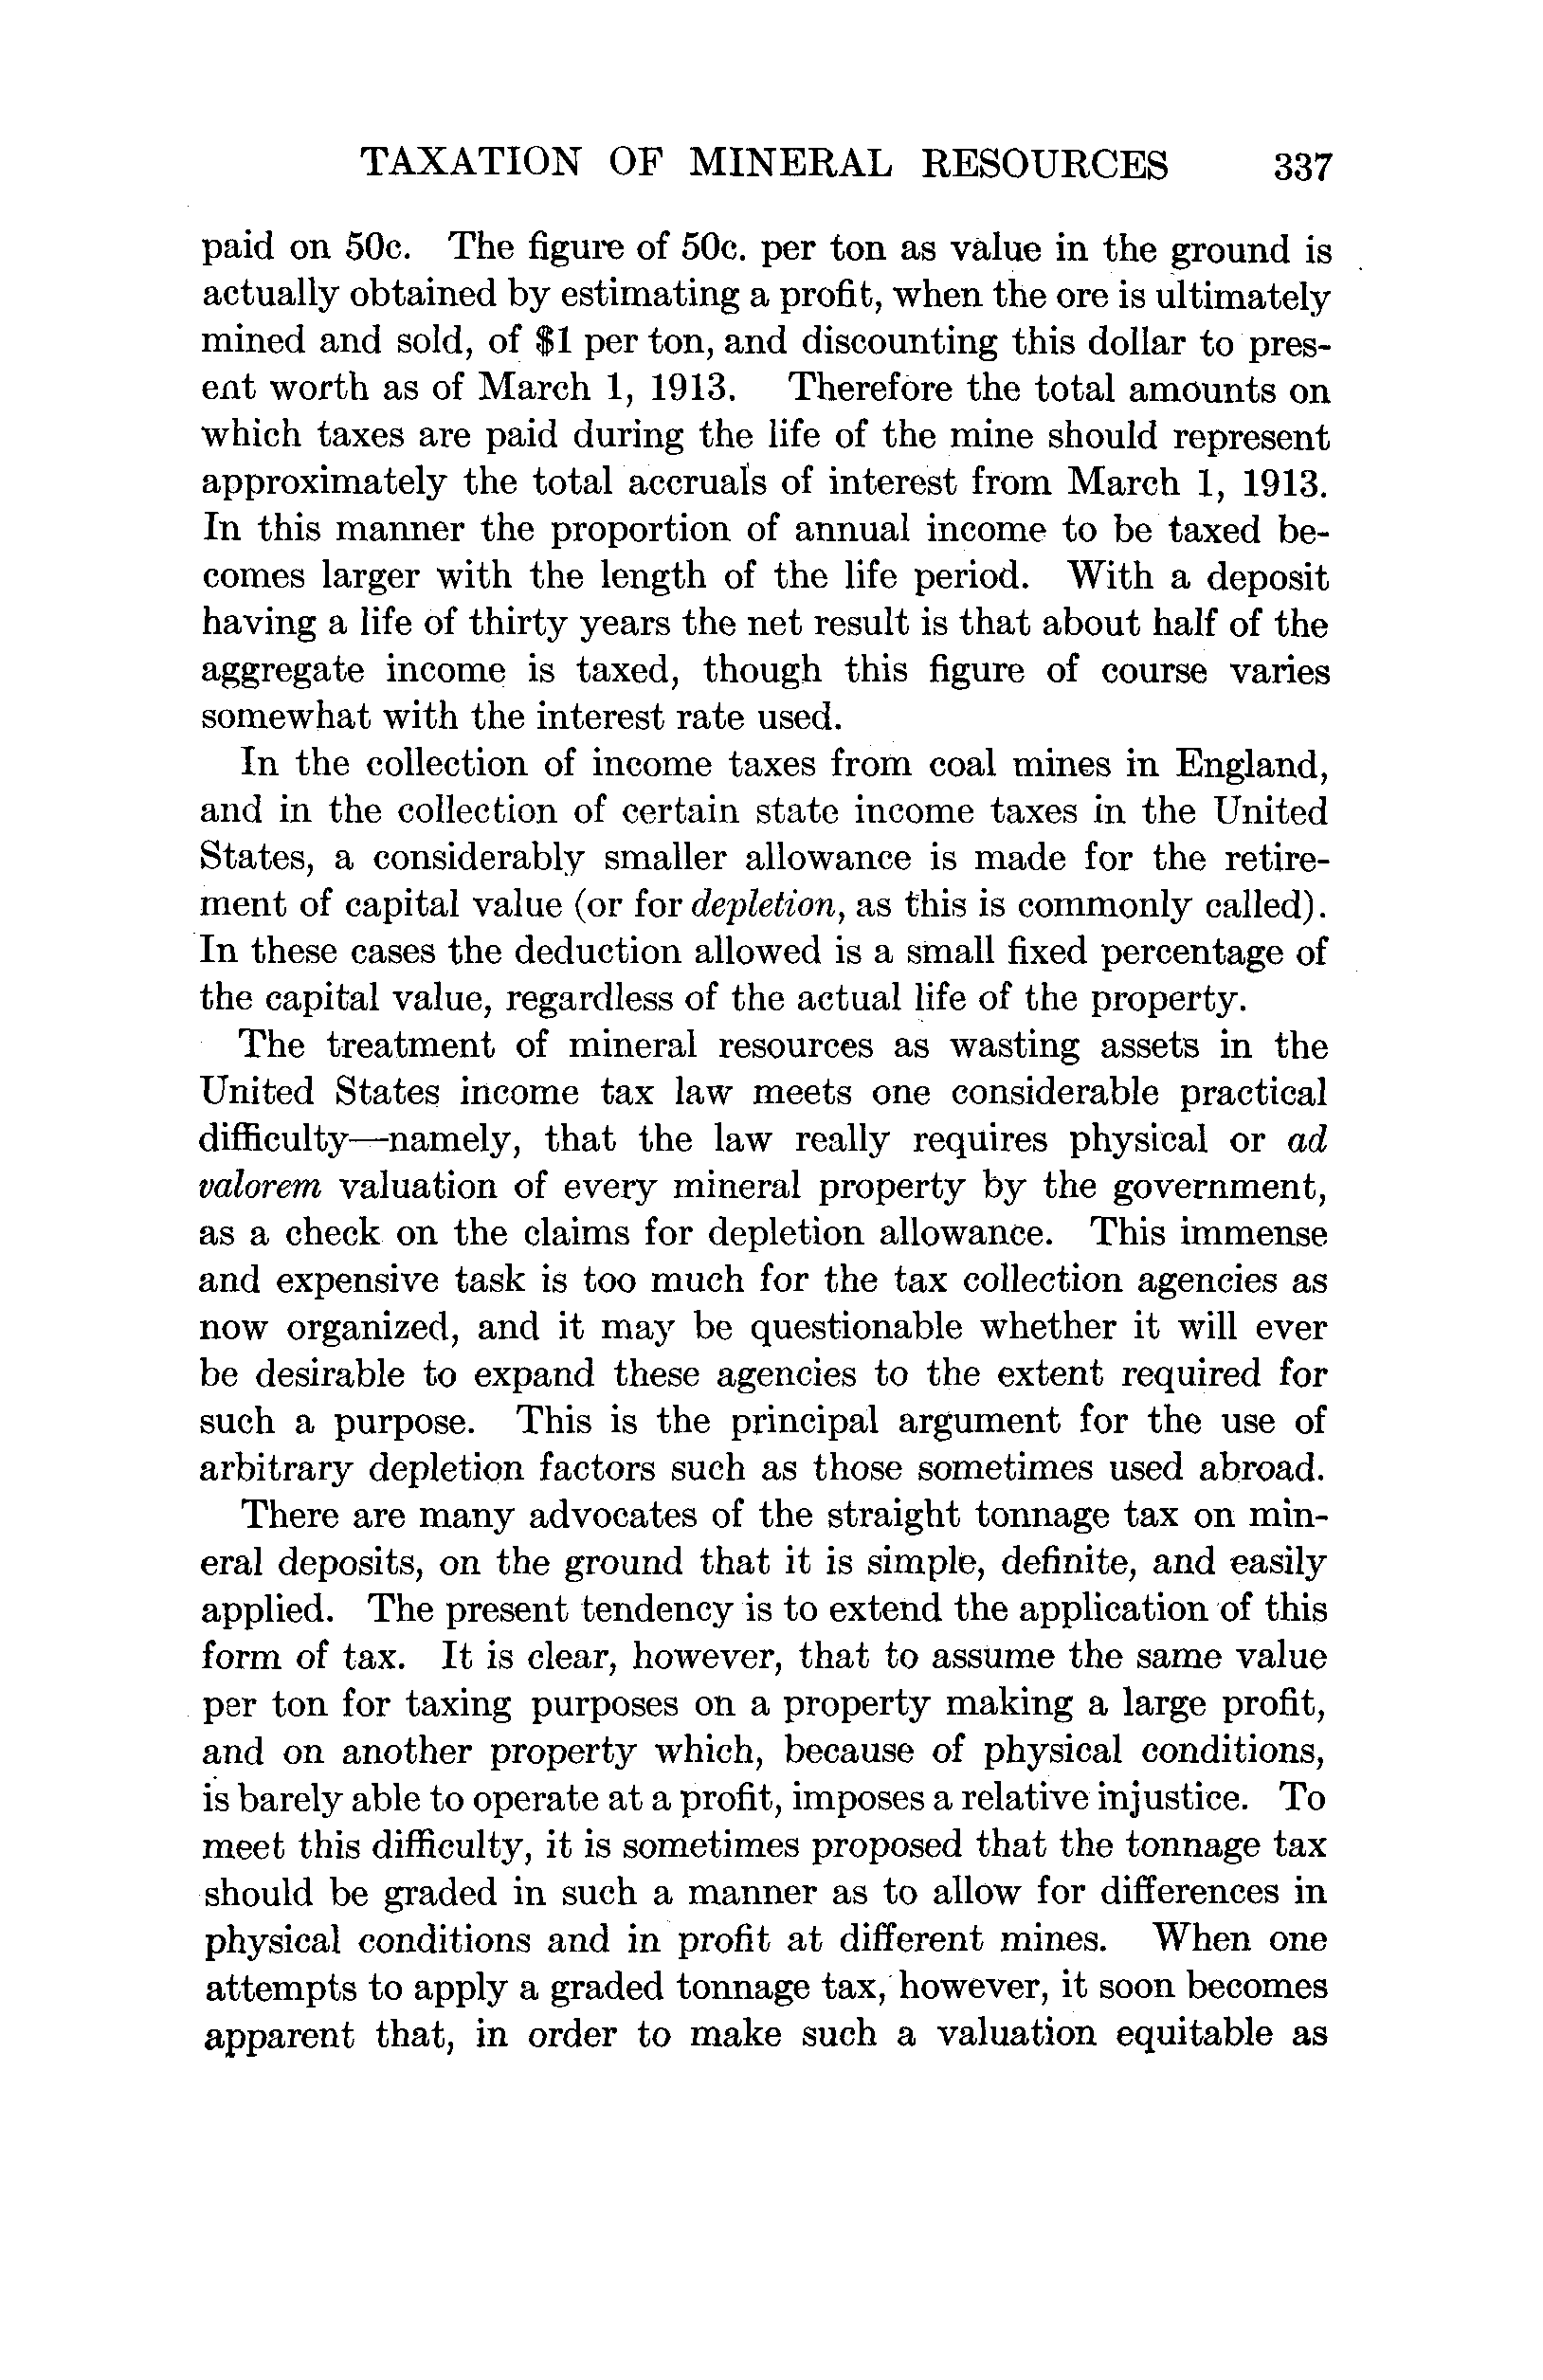 TAXATION OF MINERAL RESOURCES 337
paid on 50c. The figure of 50c. per ton as value in the ground is
actually obtained by estimating a profit, when the ore is ultimately
mined and sold, of $1 per ton, and discounting this dollar to pres-
ent worth as of March 1, 1913. Therefore the total amounts on
which taxes are paid during the life of the mine should represent
approximately the total accruals of interest from March 1, 1913.
In this manner the proportion of annual income to be taxed be-
comes larger with the length of the life period. With a deposit
having a life of thirty years the net result is that about half of the
aggregate income is taxed, though this figure of course varies
somewhat with the interest rate used.
In the collection of income taxes from coal mines in England,
and in the collection of certain state income taxes in the United
States, a considerably smaller allowance is made for the retire-
ment of capital value (or for depletion, as this is commonly called).
In these cases the deduction allowed is a small fixed percentage of
the capital value, regardless of the actual life of the property.
The treatment of mineral resources as wasting assets in the
United States income tax law meets one considerable practical
difficulty—namely, that the law really requires physical or ad
valorem valuation of every mineral property by the government,
as a check on the claims for depletion allowance. This immense
and expensive task is too much for the tax collection agencies as
now organized, and it may be questionable whether it will ever
be desirable to expand these agencies to the extent required for
such a purpose. This is the principal argument for the use of
arbitrary depletion factors such as those sometimes used abroad.
There are many advocates of the straight tonnage tax on min-
eral deposits, on the ground that it is simple, definite, and easily
applied. The present tendency is to extend the application of this
form of tax. It is clear, however, that to assume the same value
per ton for taxing purposes on a property making a large profit,
and on another property which, because of physical conditions,
is barely able to operate at a profit, imposes a relative injustice. To
meet this difficulty, it is sometimes proposed that the tonnage tax
should be graded in such a manner as to allow for differences in
physical conditions and in profit at different mines. When one
attempts to apply a graded tonnage tax, however, it soon becomes
apparent that, in order to make such a valuation equitable as